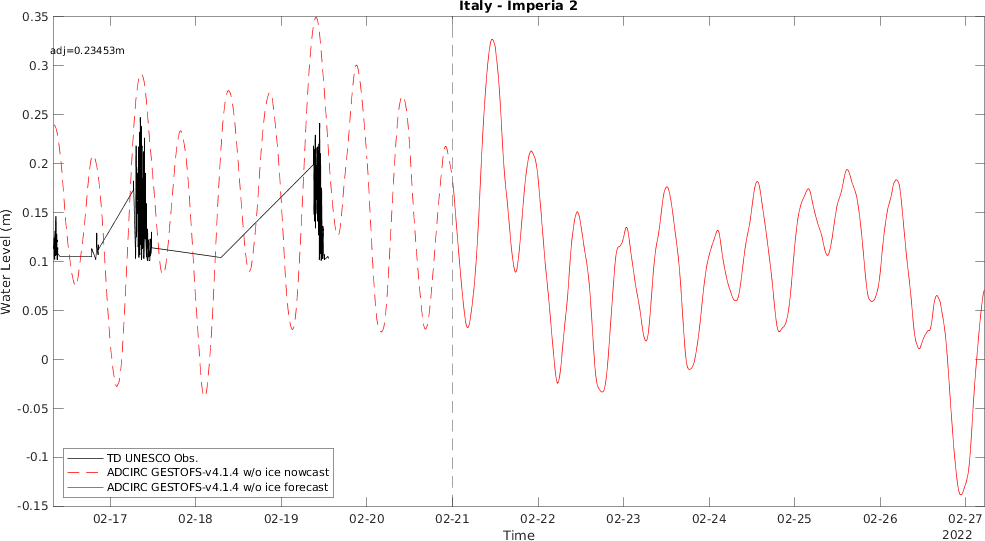 Italy - Imperia 2
adj=0.23453m
0.35
0.3
0.25
0.2
0.15
0.1
0.05
0
-0.05
-0.1
-0.15
Water Level (m)
TD UNESCO Obs.
ADCIRC GESTOFS-v4.1.4 w/o ice nowcast
ADCIRC GESTOFS-v4.1.4 w/o ice forecast
02-17 02-18 02-19 02-20 02-21 02-22 02-23 02-24 02-25 02-26 02-27
Time
2022